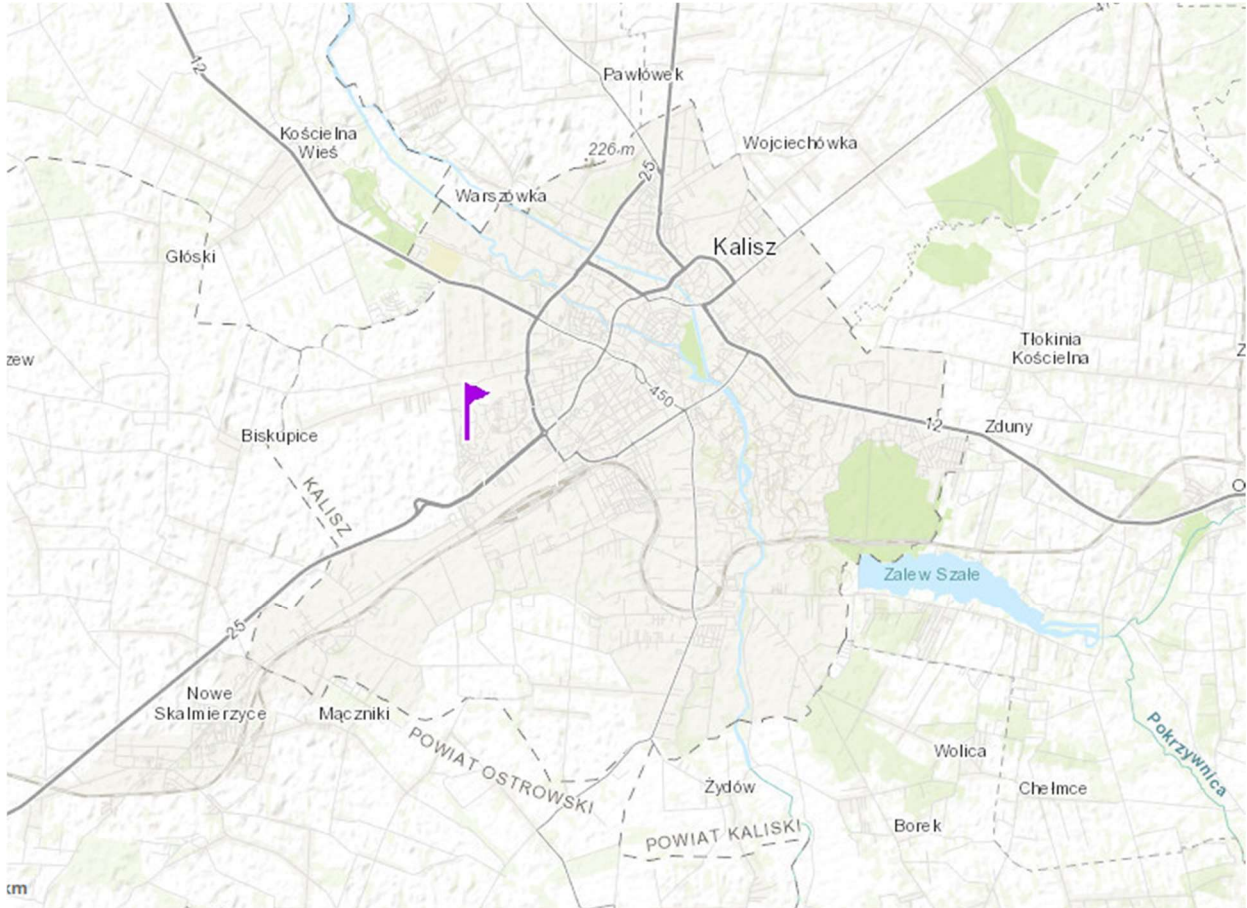 Pawłówek
12
Kościelna
Wieś
226 m
25
Wojciechówka
Warszówka
Kalisz
Głóski
Tłokinia
Kościelna
zew
Z
450
Biskupice
12
Zduny
KALISZ
O
Zalew Szałe
25
Nowe
Skalmierzyce
Mączniki
POWIAT OSTROWSKI
Wolica
Pokrzywnica
Żydów
Chełmce
Borek
POWIAT KALISKI
km